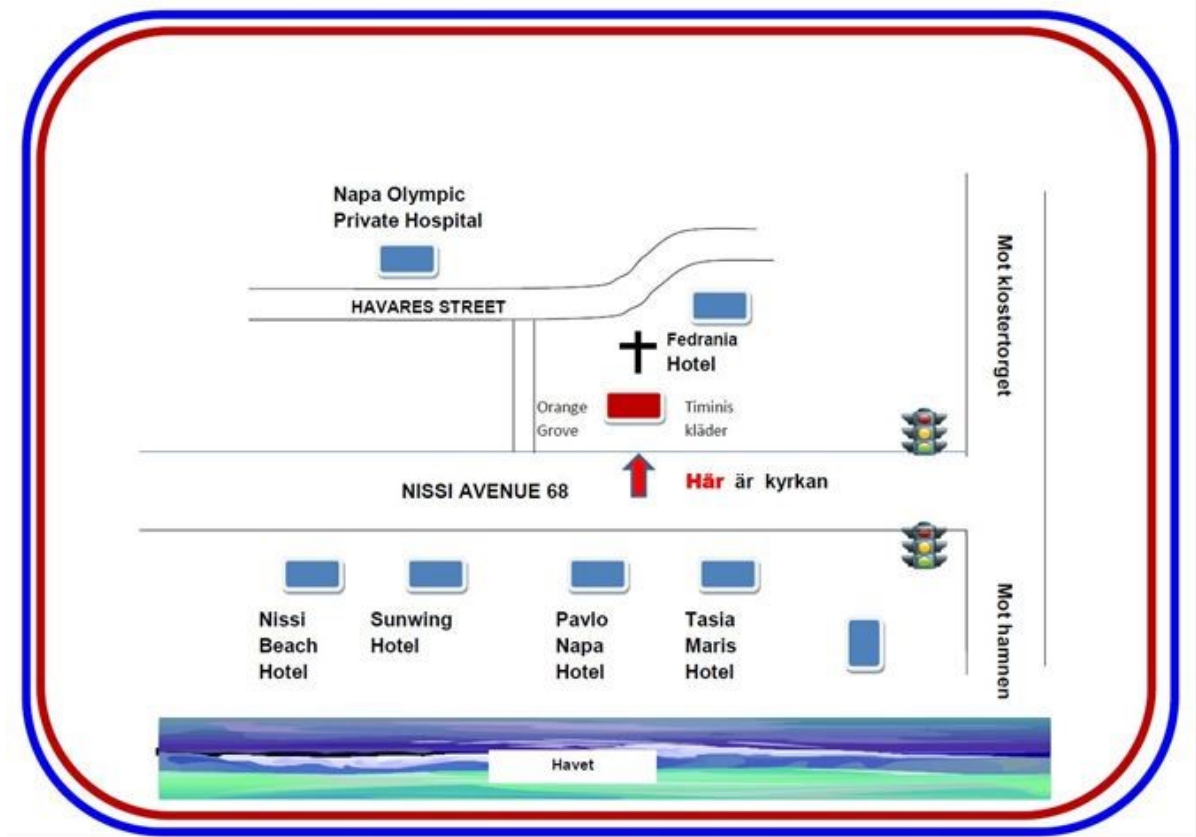 Napa Olympic
Private Hospital
HAVARES STREET
Mot klostertorget
Fedrania
Hotel
Orange
Grove
Timinis
kläder
NISSI AVENUE 68
Här är kyrkan
Nissi
Beach
Hotel
Sunwing
Hotel
Pavlo
Napa
Hotel
Tasia
Maris
Hotel
Mot hamnen
Havet